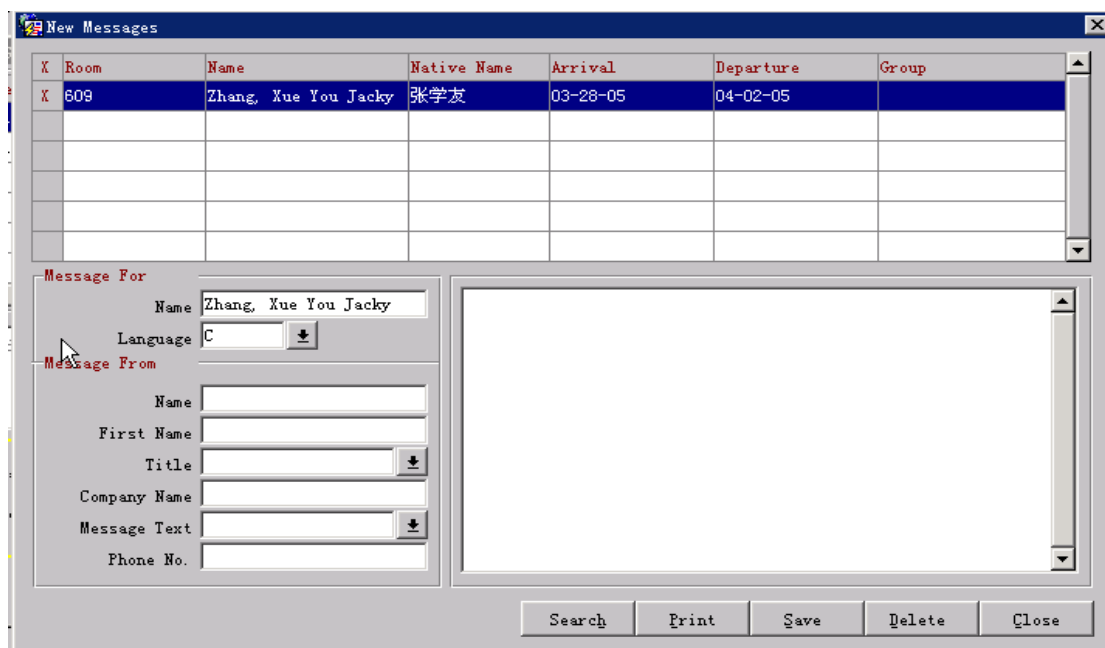 New Messages
X Room Name Native Name Arrival Departure Group
X 609 Zhang, Xue You Jacky 张学友 03-28-05 04-02-05
Message For
Name Zhang, Xue You Jacky
Language C
Message From
Name
First Name
Title
Company Name
Message Text
Phone No.
Search Print Save Delete Close